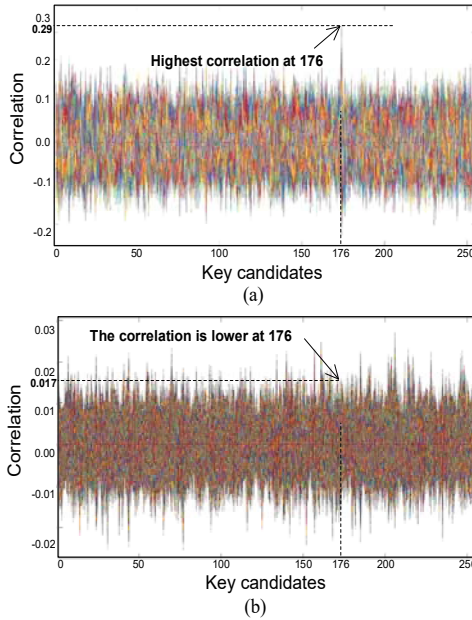 0.3
0.29
Highest correlation at 176
0.2
0.1
0.0
-0.1
-0.2
Correlation
0 50 100 150 176 200 250
Key candidates
(a)
0.03
The correlation is lower at 176
0.02
0.017
0.01
0.00
-0.01
-0.02
Correlation
0 50 100 150 176 200 250
Key candidates
(b)